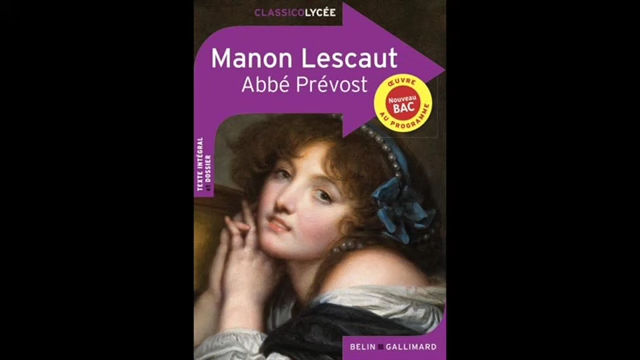 CLASSICOLYCÉE
Manon Lescaut
Abbé Prévost
ŒUVRE
Nouveau
BAC
AU PROGRAMME
TEXTE INTÉGRAL
+ DOSSIER
BELIN GALLIMARD